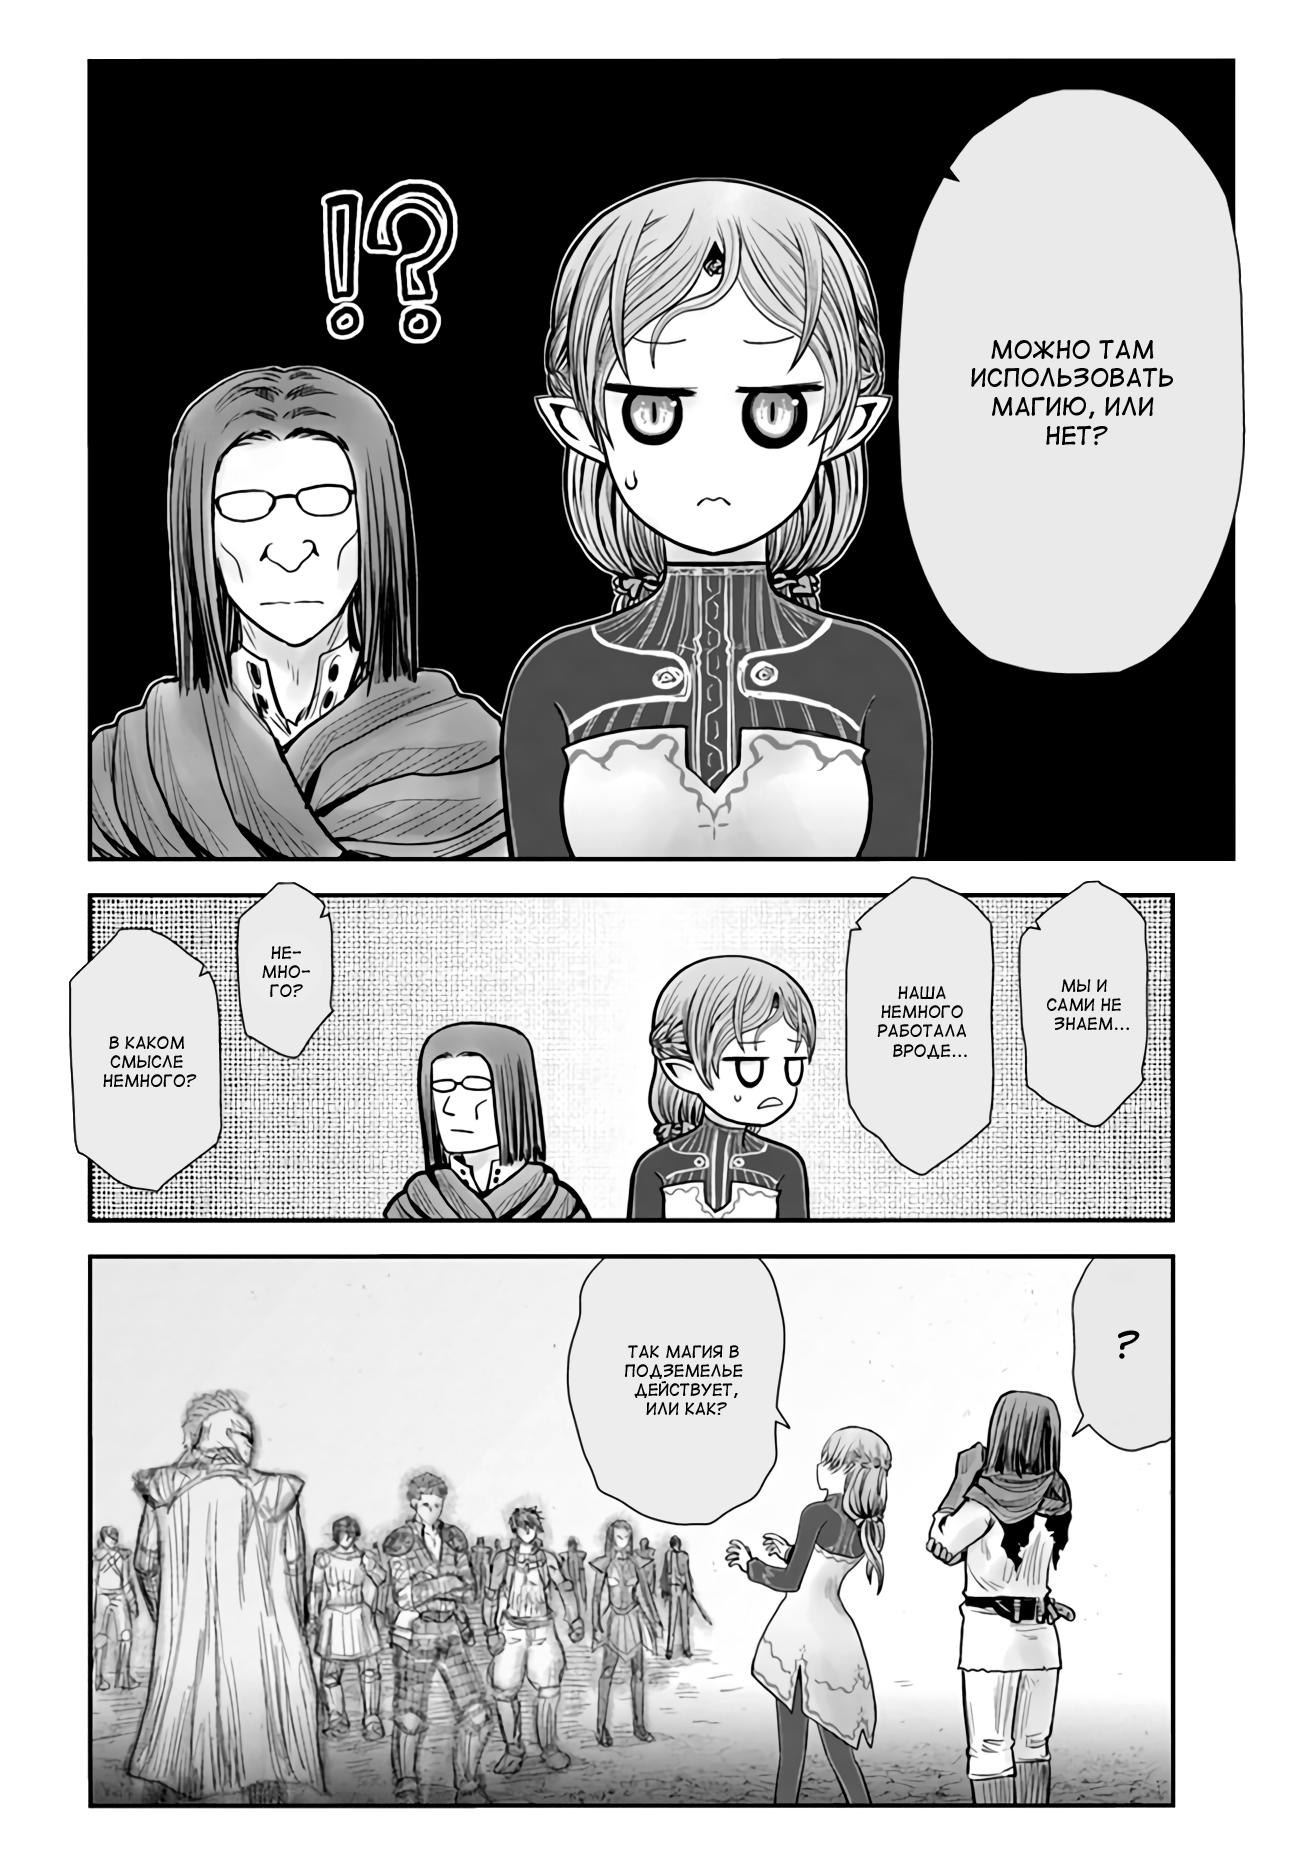 МОЖНО ТАМ
ИСПОЛЬЗОВАТЬ
МАГИЮ, ИЛИ
НЕТ?
!?
МЫ И
САМИ НЕ
ЗНАЕМ...
НАША
НЕМНОГО
РАБОТАЛА
ВРОДЕ...
НЕ-
МНО-
ГО?
В КАКОМ
СМЫСЛЕ
НЕМНОГО?
?
ТАК МАГИЯ В
ПОДЗЕМЕЛЬЕ
ДЕЙСТВУЕТ,
ИЛИ КАК?